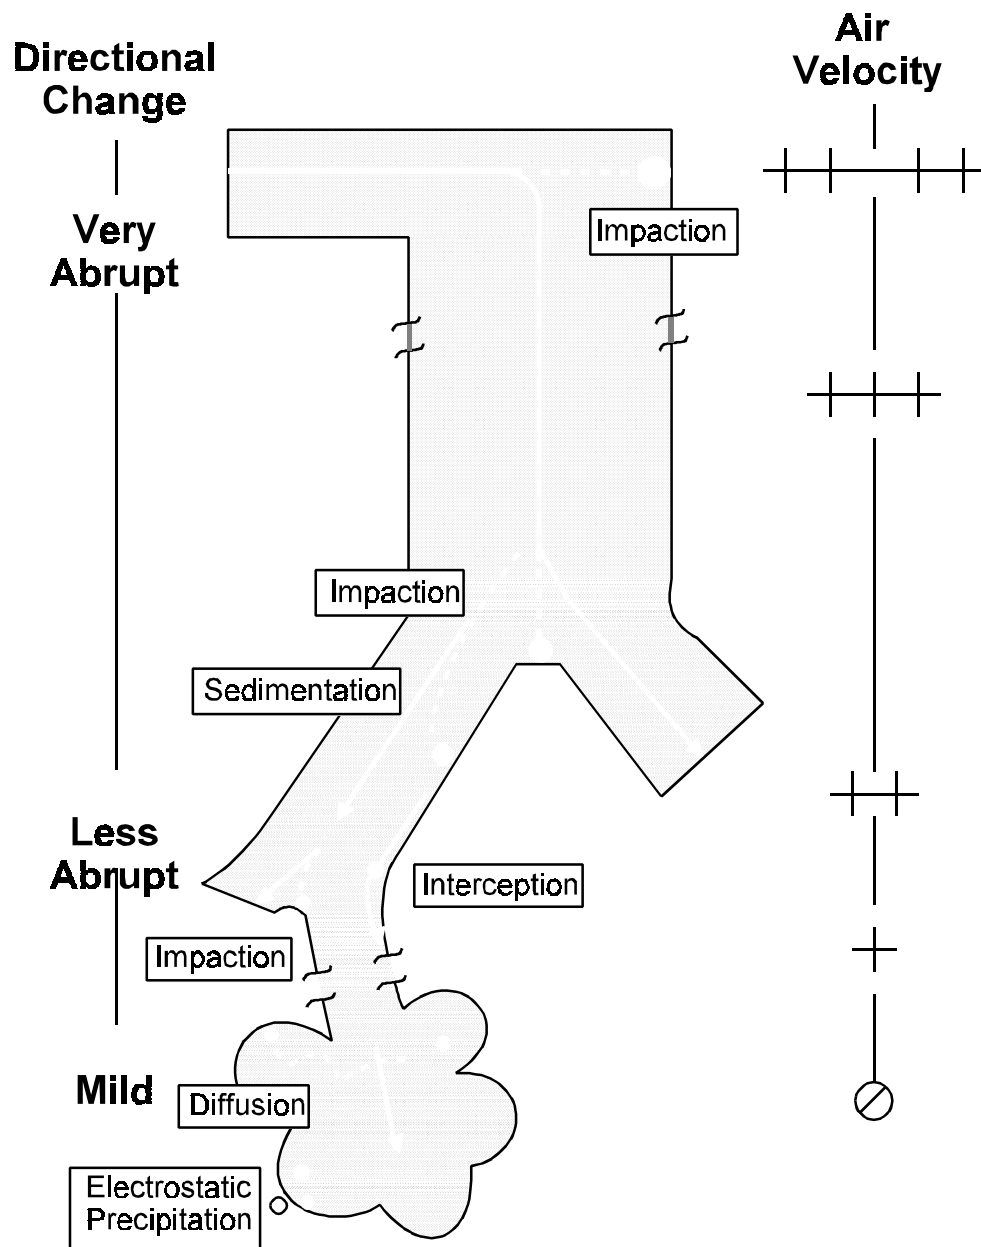 Directional
Change
Air
Velocity
Very
Abrupt
Impaction
Impaction
Sedimentation
Less
Abrupt
Interception
Impaction
Mild
Diffusion
Electrostatic
Precipitation